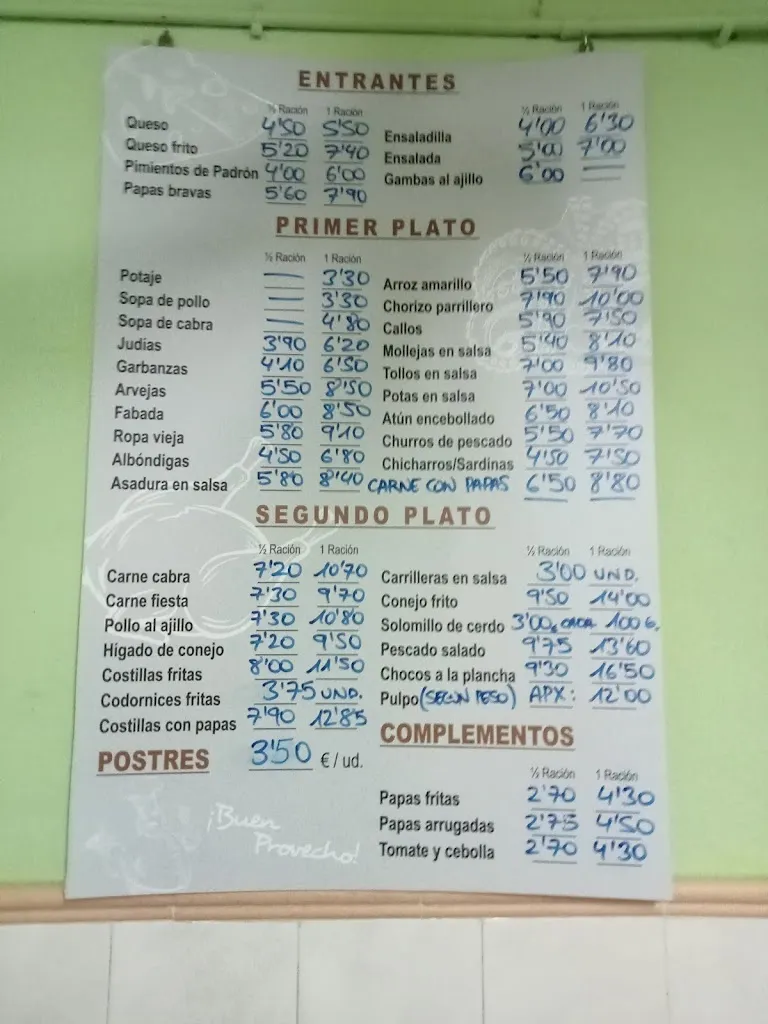 ENTRANTES
½ Ración 1 Ración
Queso 4'50 5'50
Queso frito 5'20 7'40
Pimientos de Padrón 4'00 6'00
Papas bravas 5'60 7'90
½ Ración 1 Ración
Ensaladilla 4'00 6'30
Ensalada 5'00 7'00
Gambas al ajillo 6'00 —
PRIMER PLATO
½ Ración 1 Ración
Potaje — 3'30
Sopa de pollo — 3'30
Sopa de cabra — 4'80
Judías 3'90 6'20
Garbanzas 4'10 6'50
Arvejas 5'50 8'50
Fabada 6'00 8'50
Ropa vieja 5'80 9'10
Albóndigas 4'50 6'80
Asadura en salsa 5'80 8'40
½ Ración 1 Ración
Arroz amarillo 5'50 7'90
Chorizo parrillero 7'90 10'00
Callos 5'90 7'50
Mollejas en salsa 5'40 8'10
Tollos en salsa 7'00 9'80
Potas en salsa 7'00 10'50
Atún encebollado 6'50 8'10
Churros de pescado 5'50 7'70
Chicharros/Sardinas 4'50 7'50
CARNE CON PAPAS 6'50 8'80
SEGUNDO PLATO
½ Ración 1 Ración
Carne cabra 7'20 10'70
Carne fiesta 7'30 9'70
Pollo al ajillo 7'30 10'80
Hígado de conejo 7'20 9'50
Costillas fritas 8'00 11'50
Codornices fritas 3'75 UND.
Costillas con papas 7'90 12'85
½ Ración 1 Ración
Carrilleras en salsa 3'00 UND.
Conejo frito 9'50 14'00
Solomillo de cerdo 3'00€ CADA 100 G.
Pescado salado 9'75 13'60
Chocos a la plancha 9'30 16'50
Pulpo (SEGUN PESO) APX: 12'00
POSTRES 3'50 € / ud.
COMPLEMENTOS
½ Ración 1 Ración
Papas fritas 2'70 4'30
Papas arrugadas 2'75 4'50
Tomate y cebolla 2'70 4'30
¡Buen
Provecho!